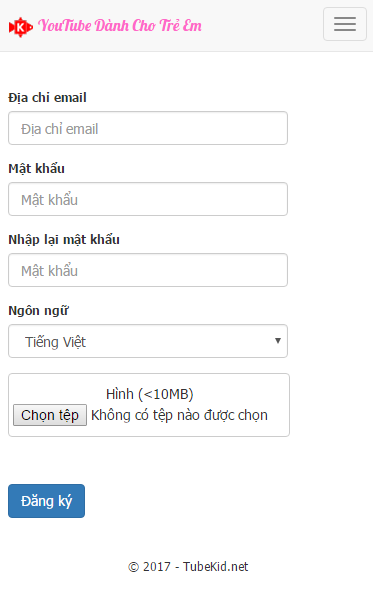 K YouTube Dành Cho Trẻ Em
Địa chỉ email
Địa chỉ email
Mật khẩu
Mật khẩu
Nhập lại mật khẩu
Mật khẩu
Ngôn ngữ
Tiếng Việt
Hình (<10MB)
Chọn tệp Không có tệp nào được chọn
Đăng ký
© 2017 - TubeKid.net